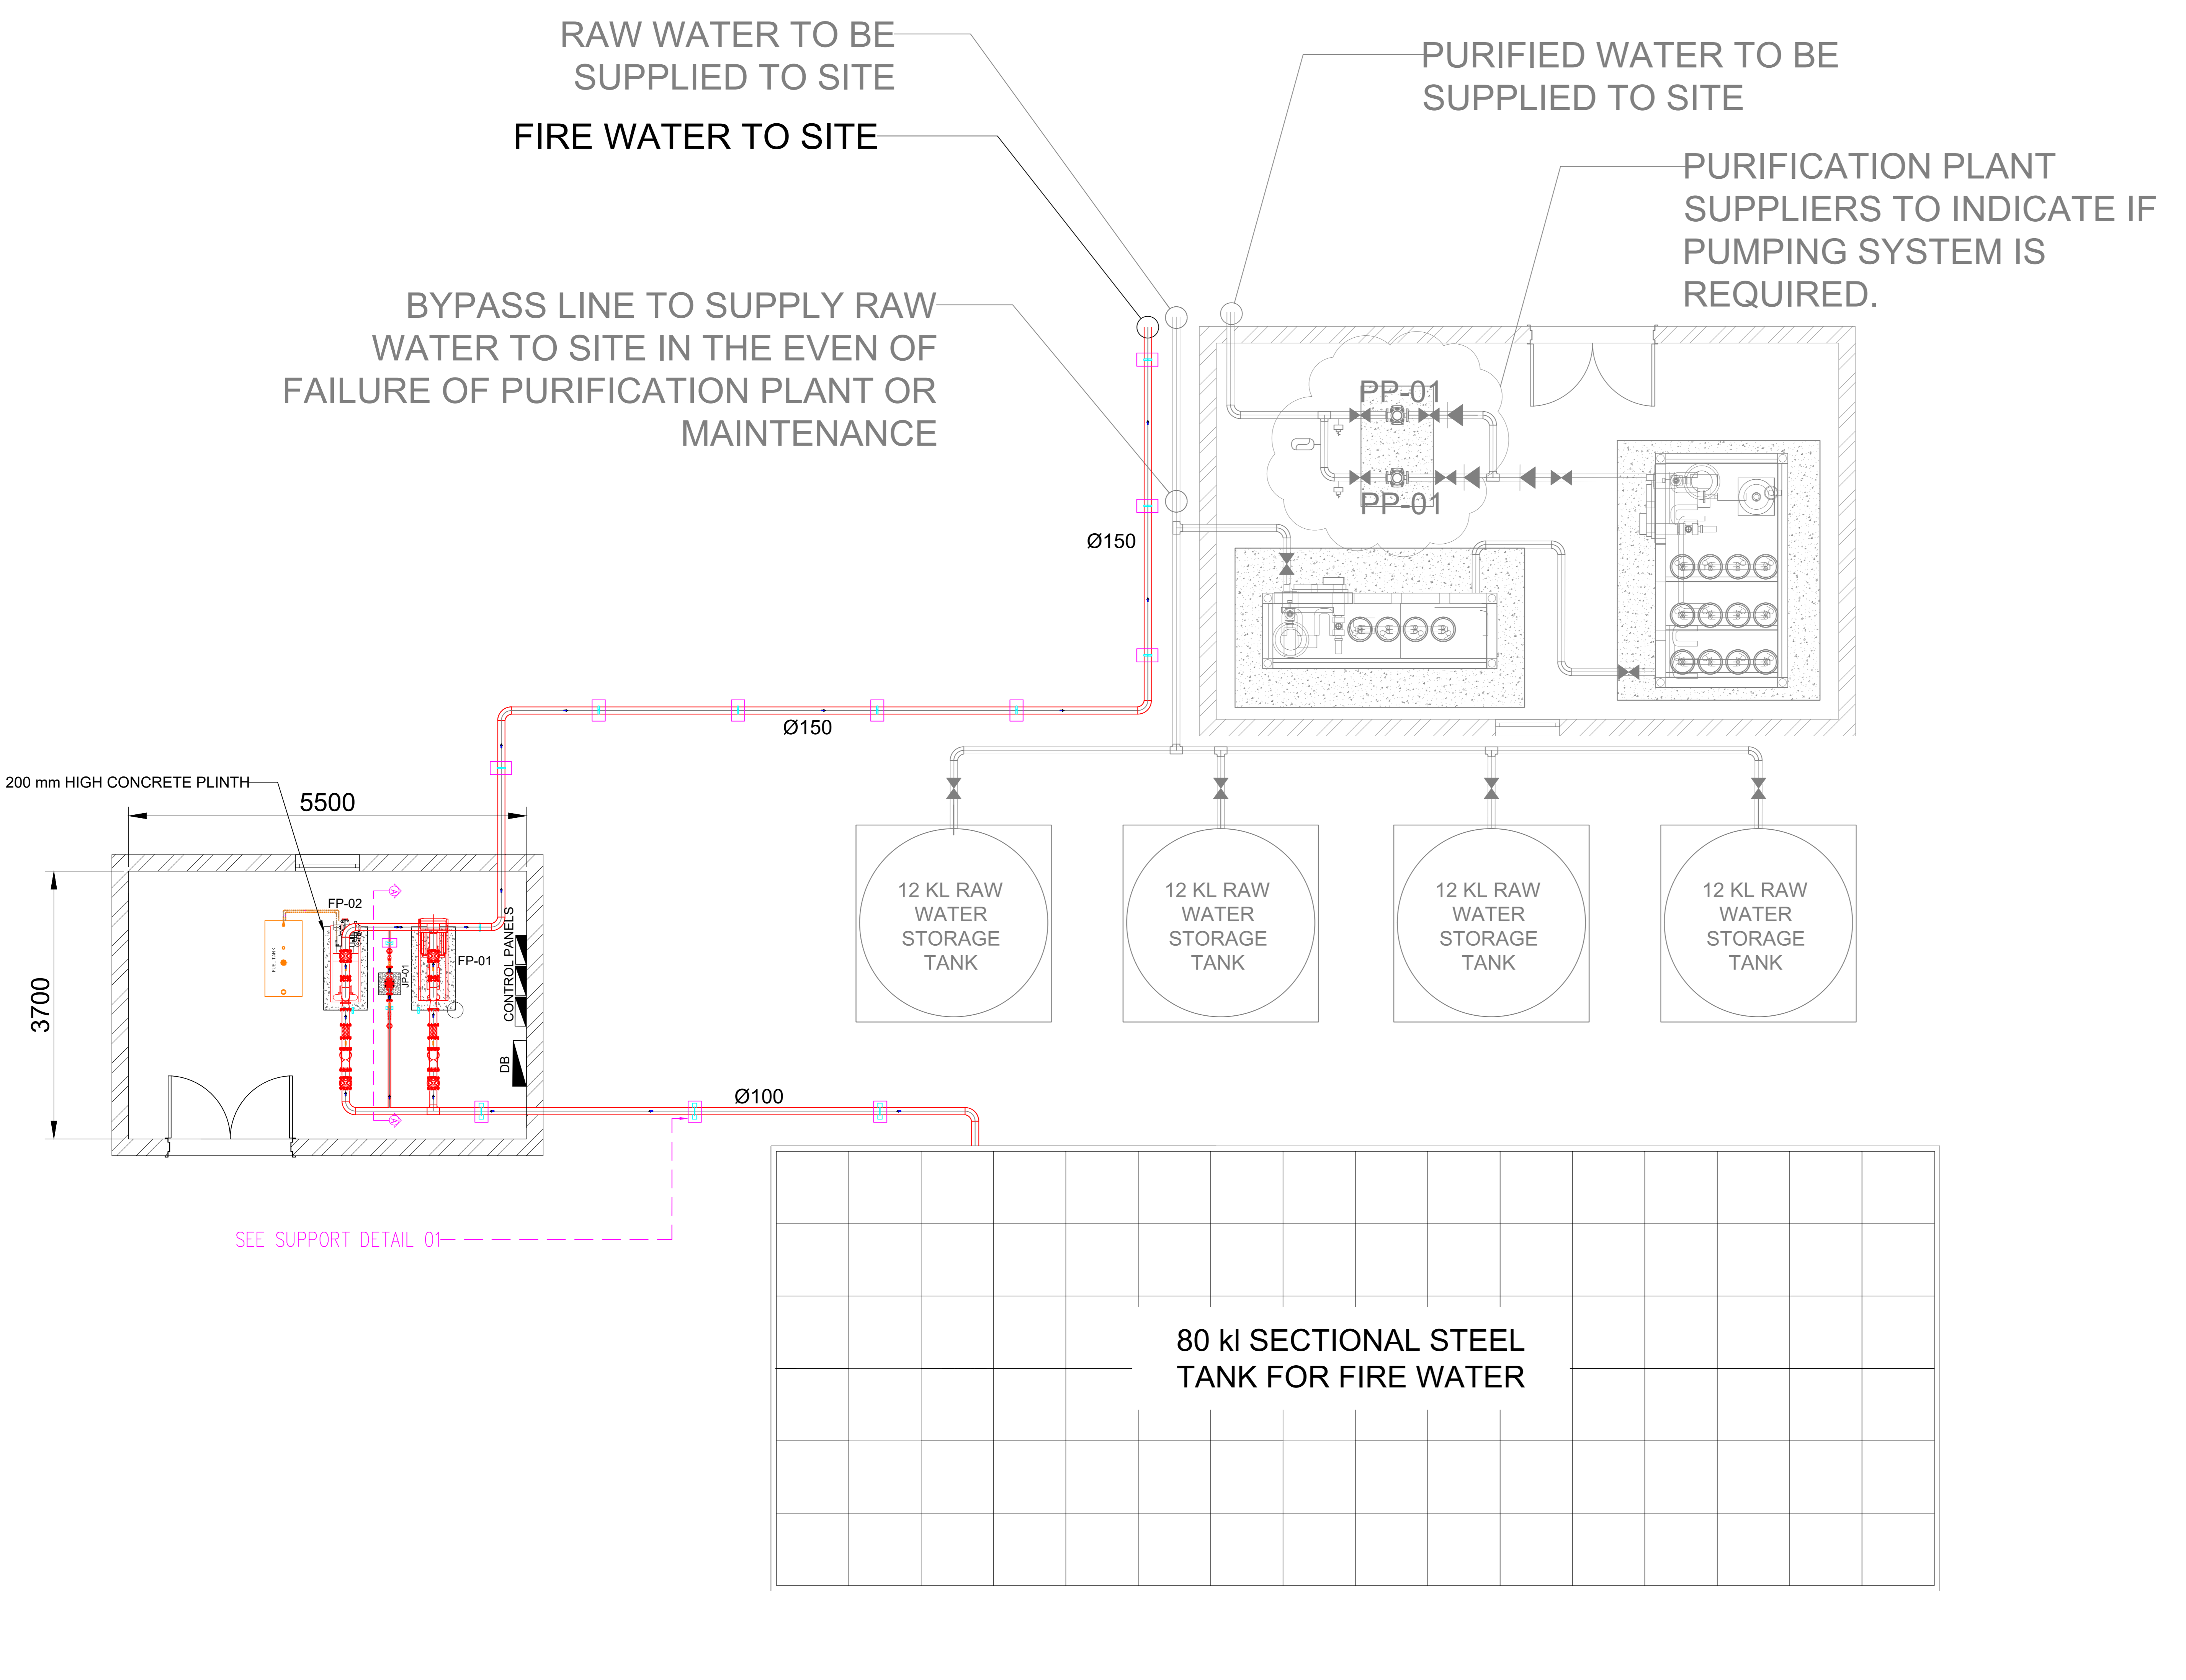 RAW WATER TO BE
SUPPLIED TO SITE
FIRE WATER TO SITE
PURIFIED WATER TO BE
SUPPLIED TO SITE
PURIFICATION PLANT
SUPPLIERS TO INDICATE IF
PUMPING SYSTEM IS
REQUIRED.
BYPASS LINE TO SUPPLY RAW
WATER TO SITE IN THE EVEN OF
FAILURE OF PURIFICATION PLANT OR
MAINTENANCE
PP-01
PP-01
Ø150
Ø150
200 mm HIGH CONCRETE PLINTH
5500
3700
FP-02
FUEL TANK
JP-01
FP-01
CONTROL PANELS
DB
A
A
12 KL RAW
WATER
STORAGE
TANK
12 KL RAW
WATER
STORAGE
TANK
12 KL RAW
WATER
STORAGE
TANK
12 KL RAW
WATER
STORAGE
TANK
Ø100
SEE SUPPORT DETAIL 01
80 kl SECTIONAL STEEL
TANK FOR FIRE WATER